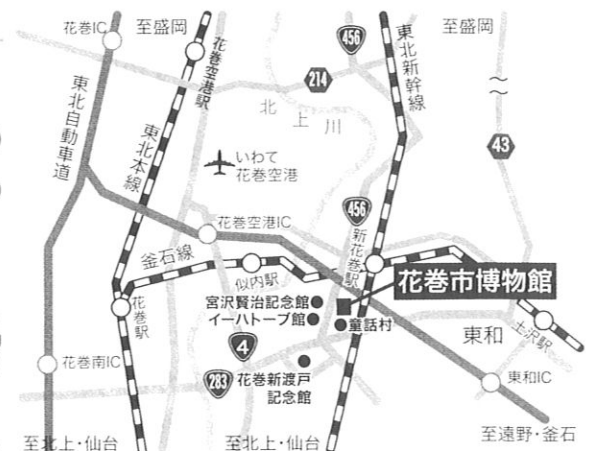 花巻IC
至盛岡
花巻空港駅
456
東北新幹線
至盛岡
東北自動車道
東北本線
214
北上川
43
いわて
花巻空港
456
花巻空港IC
新花巻駅
釜石線
似内駅
花巻市博物館
宮沢賢治記念館
イーハトーブ館
童話村
花巻駅
東和
土沢駅
4
283
花巻新渡戸
記念館
花巻南IC
東和IC
至北上・仙台
至北上・仙台
至遠野・釜石